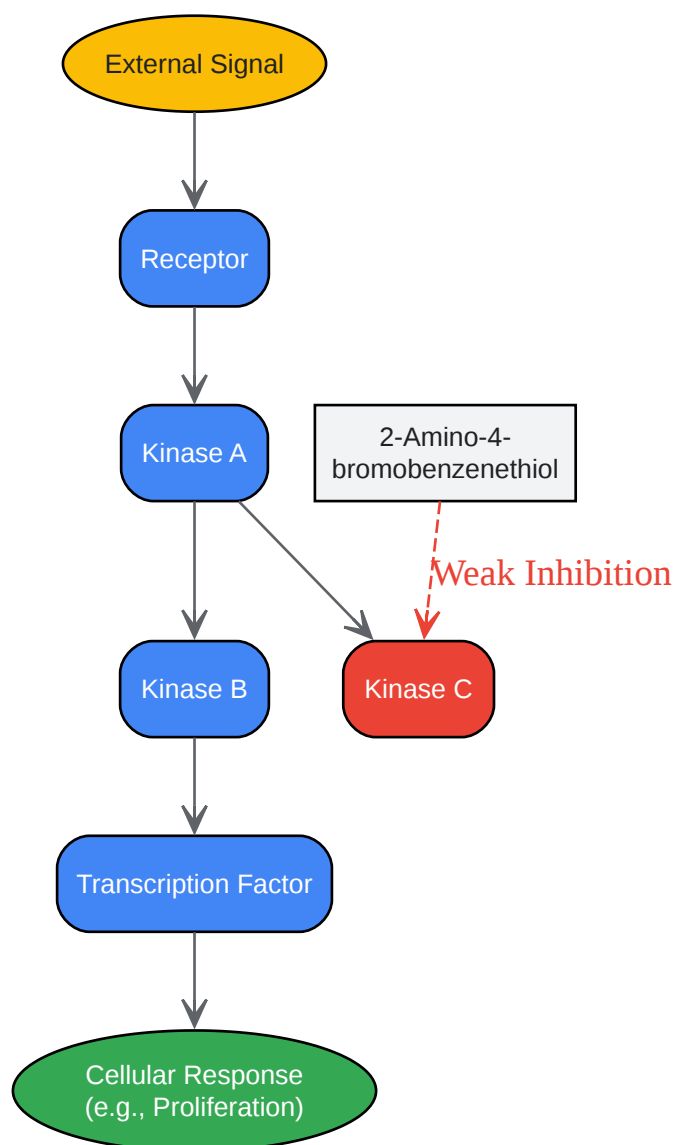 External Signal
Receptor
Kinase A
2-Amino-4-
bromobenzenethiol
Weak Inhibition
Kinase B
Kinase C
Transcription Factor
Cellular Response
(e.g., Proliferation)